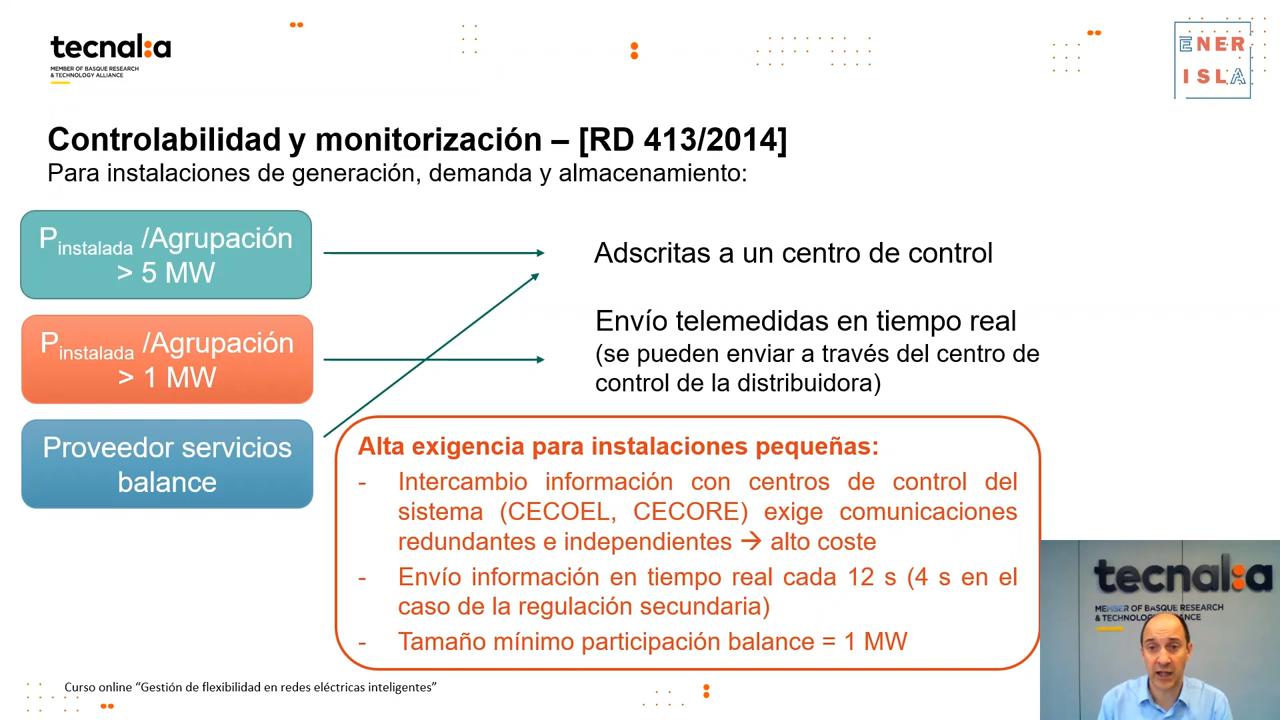 tecnalia
MEMBER OF BASQUE RESEARCH
& TECHNOLOGY ALLIANCE
ENER
ISLA
Controlabilidad y monitorización – [RD 413/2014]
Para instalaciones de generación, demanda y almacenamiento:
Pinstalada /Agrupación
> 5 MW
Adscritas a un centro de control
Pinstalada /Agrupación
> 1 MW
Envío telemedidas en tiempo real
(se pueden enviar a través del centro de
control de la distribuidora)
Proveedor servicios
balance
Alta exigencia para instalaciones pequeñas:
- Intercambio información con centros de control del
sistema (CECOEL, CECORE) exige comunicaciones
redundantes e independientes → alto coste
- Envío información en tiempo real cada 12 s (4 s en el
caso de la regulación secundaria)
- Tamaño mínimo participación balance = 1 MW
tecnalia
MEMBER OF BASQUE RESEARCH
& TECHNOLOGY ALLIANCE
Curso online “Gestión de flexibilidad en redes eléctricas inteligentes”